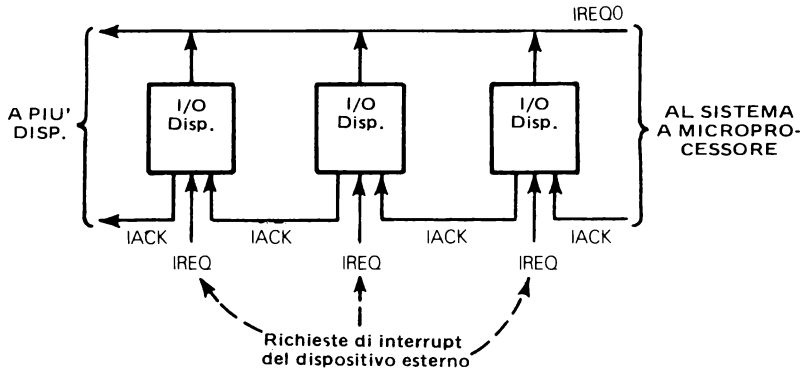 IREQ0
I/O
Disp.
I/O
Disp.
I/O
Disp.
A PIU'
DISP.
AL SISTEMA
A MICROPRO-
CESSORE
IACK
IACK
IACK
IACK
IREQ
IREQ
IREQ
Richieste di interrupt
del dispositivo esterno